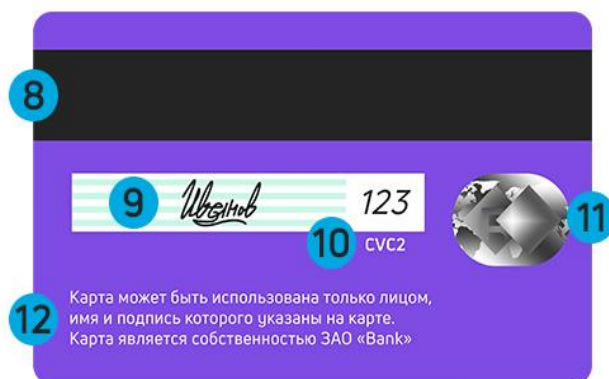 8
9
Иванов
123
10
CVC2
11
12
Карта может быть использована только лицом,
имя и подпись которого указаны на карте.
Карта является собственностью ЗАО «Bank»